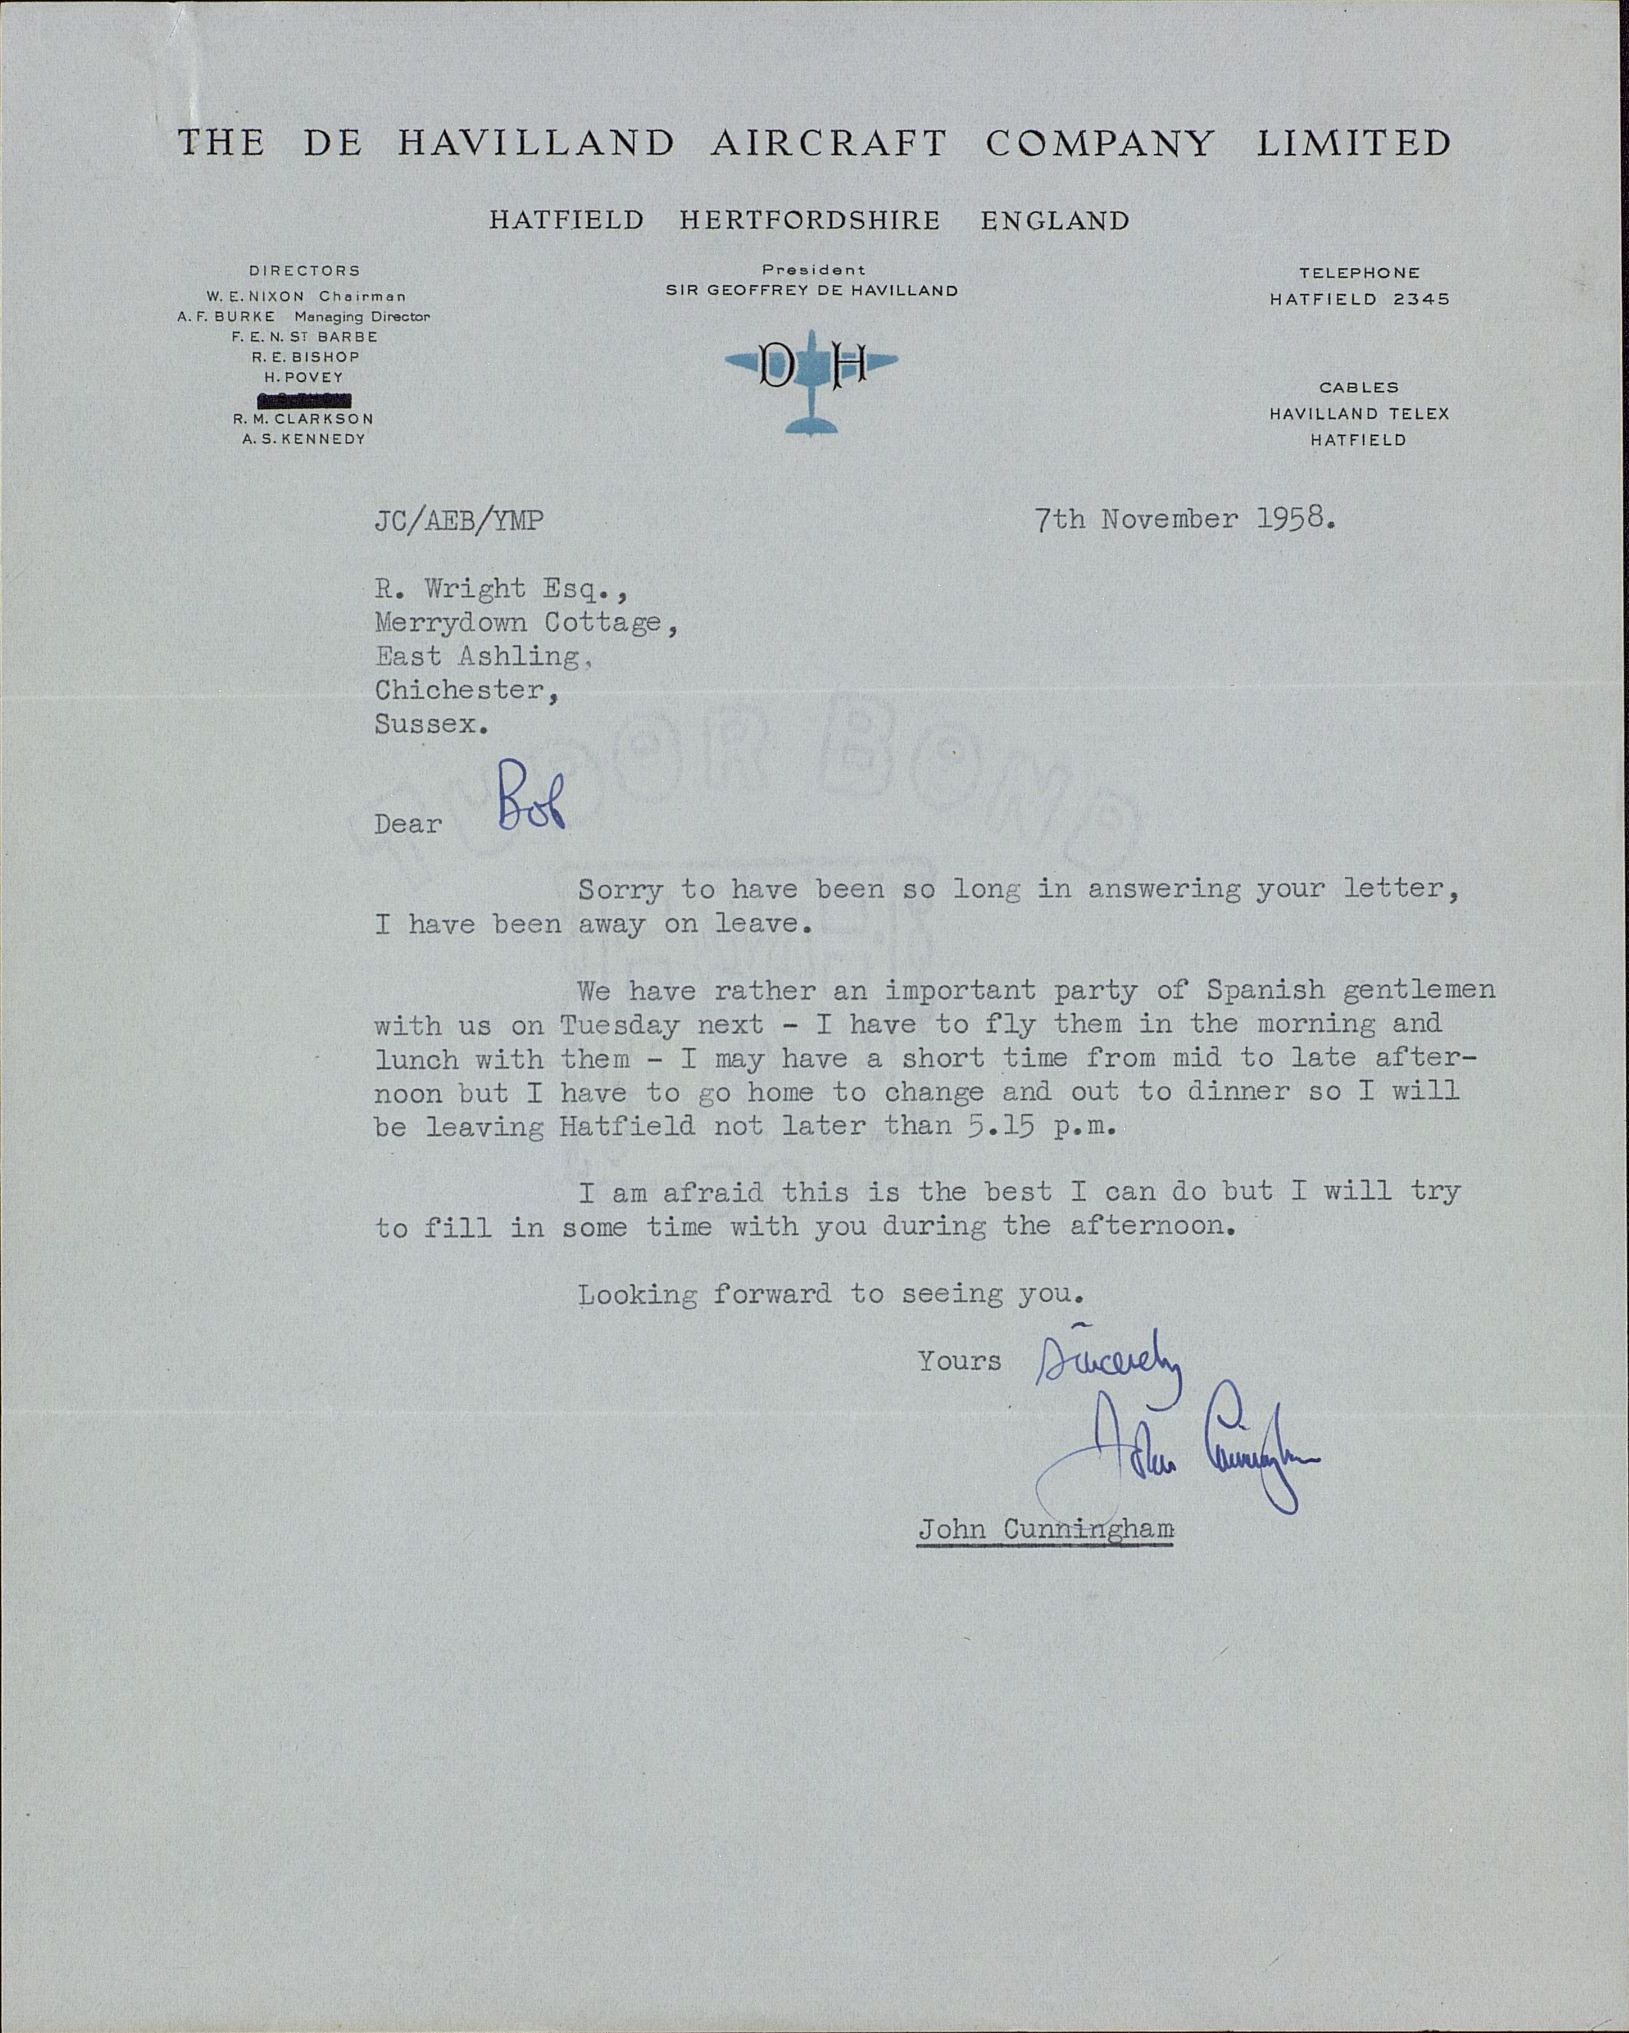 THE DE HAVILLAND AIRCRAFT COMPANY LIMITED
HATFIELD HERTFORDSHIRE ENGLAND
DIRECTORS
W. E. NIXON Chairman
A. F. BURKE Managing Director
F. E. N. ST BARBE
R. E. BISHOP
H. POVEY
R. M. CLARKSON
A. S. KENNEDY
President
SIR GEOFFREY DE HAVILLAND
D H
TELEPHONE
HATFIELD 2345
CABLES
HAVILLAND TELEX
HATFIELD
JC/AEB/YMP
7th November 1958.
R. Wright Esq.,
Merrydown Cottage,
East Ashling,
Chichester,
Sussex.
Dear Bob
Sorry to have been so long in answering your letter,
I have been away on leave.
We have rather an important party of Spanish gentlemen
with us on Tuesday next - I have to fly them in the morning and
lunch with them - I may have a short time from mid to late after-
noon but I have to go home to change and out to dinner so I will
be leaving Hatfield not later than 5.15 p.m.
I am afraid this is the best I can do but I will try
to fill in some time with you during the afternoon.
Looking forward to seeing you.
Yours sincerely
John Cunningham
John Cunningham